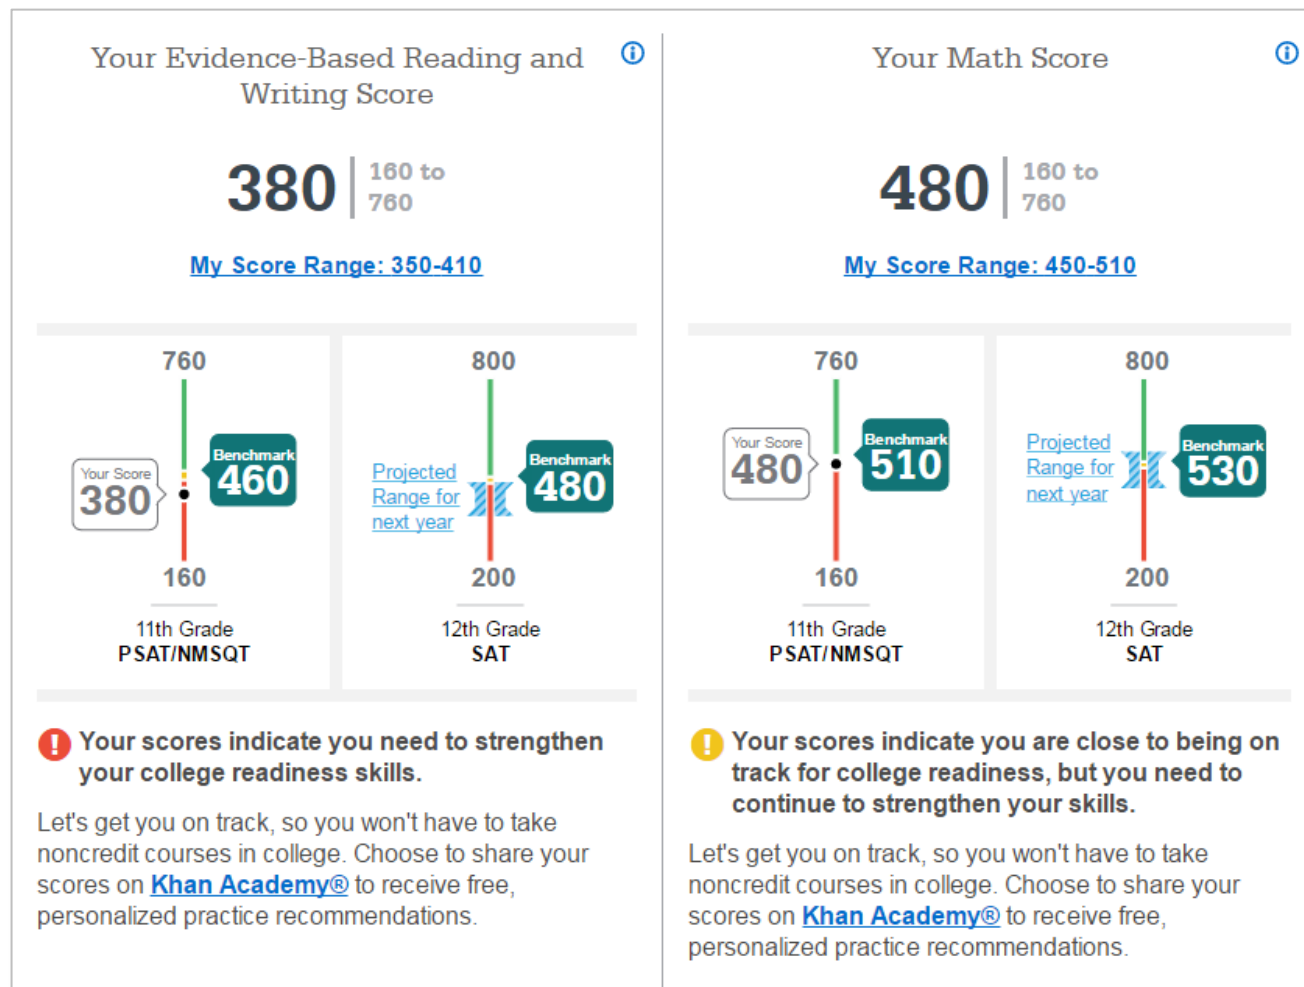 Your Evidence-Based Reading and
Writing Score
380
160 to
760
My Score Range: 350-410
760
Your Score
380
Benchmark
460
160
11th Grade
PSAT/NMSQT
800
Projected
Range for
next year
Benchmark
480
200
12th Grade
SAT
Your scores indicate you need to strengthen
your college readiness skills.
Let's get you on track, so you won't have to take
noncredit courses in college. Choose to share your
scores on Khan Academy® to receive free,
personalized practice recommendations.
Your Math Score
480
160 to
760
My Score Range: 450-510
760
Your Score
480
Benchmark
510
160
11th Grade
PSAT/NMSQT
800
Projected
Range for
next year
Benchmark
530
200
12th Grade
SAT
Your scores indicate you are close to being on
track for college readiness, but you need to
continue to strengthen your skills.
Let's get you on track, so you won't have to take
noncredit courses in college. Choose to share your
scores on Khan Academy® to receive free,
personalized practice recommendations.